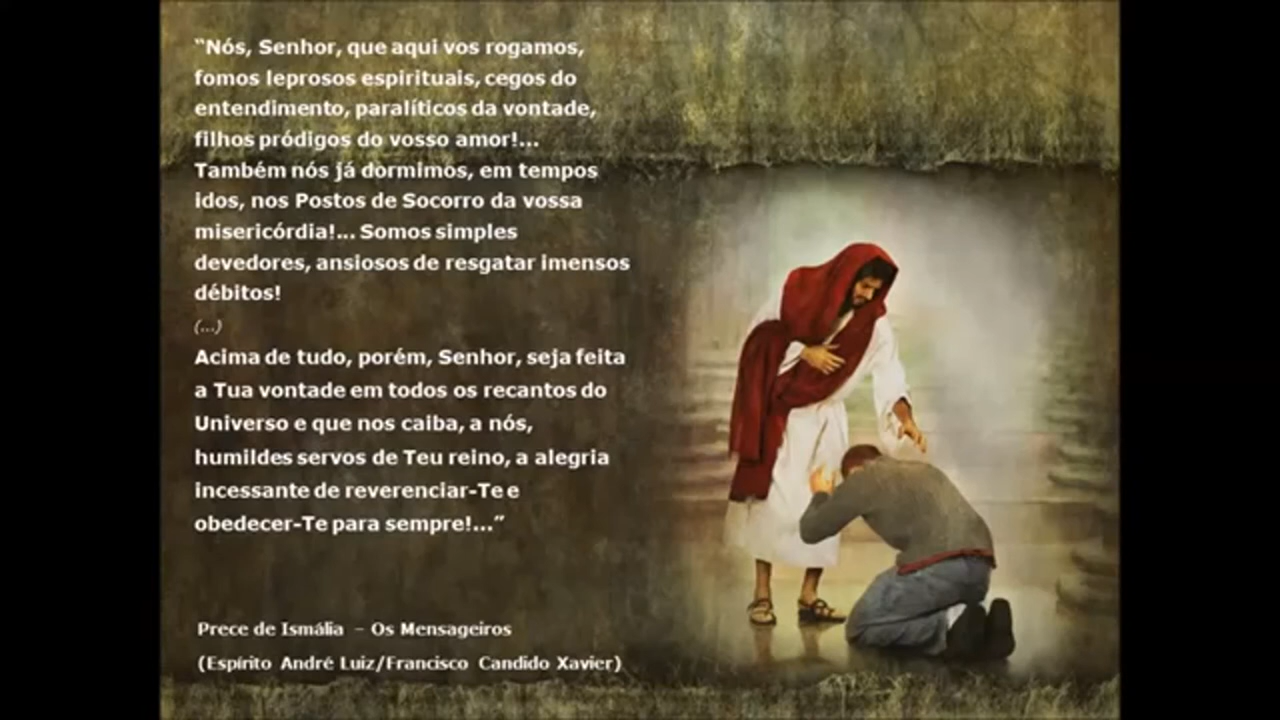 “Nós, Senhor, que aqui vos rogamos,
fomos leprosos espirituais, cegos do
entendimento, paralíticos da vontade,
filhos pródigos do vosso amor!...
Também nós já dormimos, em tempos
idos, nos Postos de Socorro da vossa
misericórdia!... Somos simples
devedores, ansiosos de resgatar imensos
débitos!
(...)
Acima de tudo, porém, Senhor, seja feita
a Tua vontade em todos os recantos do
Universo e que nos caiba, a nós,
humildes servos de Teu reino, a alegria
incessante de reverenciar-Te e
obedecer-Te para sempre!...”
Prece de Ismália – Os Mensageiros
(Espírito André Luiz/Francisco Candido Xavier)